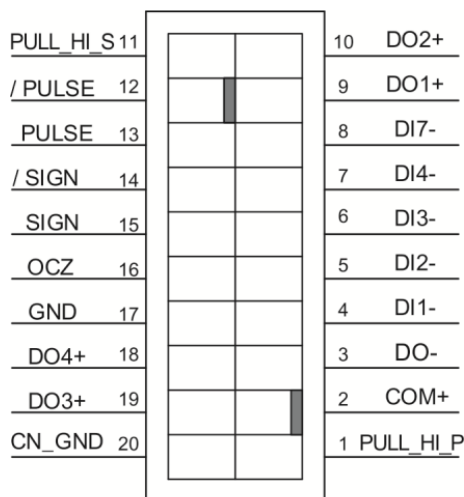 PULL_HI_S 11 10 DO2+
/ PULSE 12 9 DO1+
PULSE 13 8 DI7-
/ SIGN 14 7 DI4-
SIGN 15 6 DI3-
OCZ 16 5 DI2-
GND 17 4 DI1-
DO4+ 18 3 DO-
DO3+ 19 2 COM+
CN_GND 20 1 PULL_HI_P